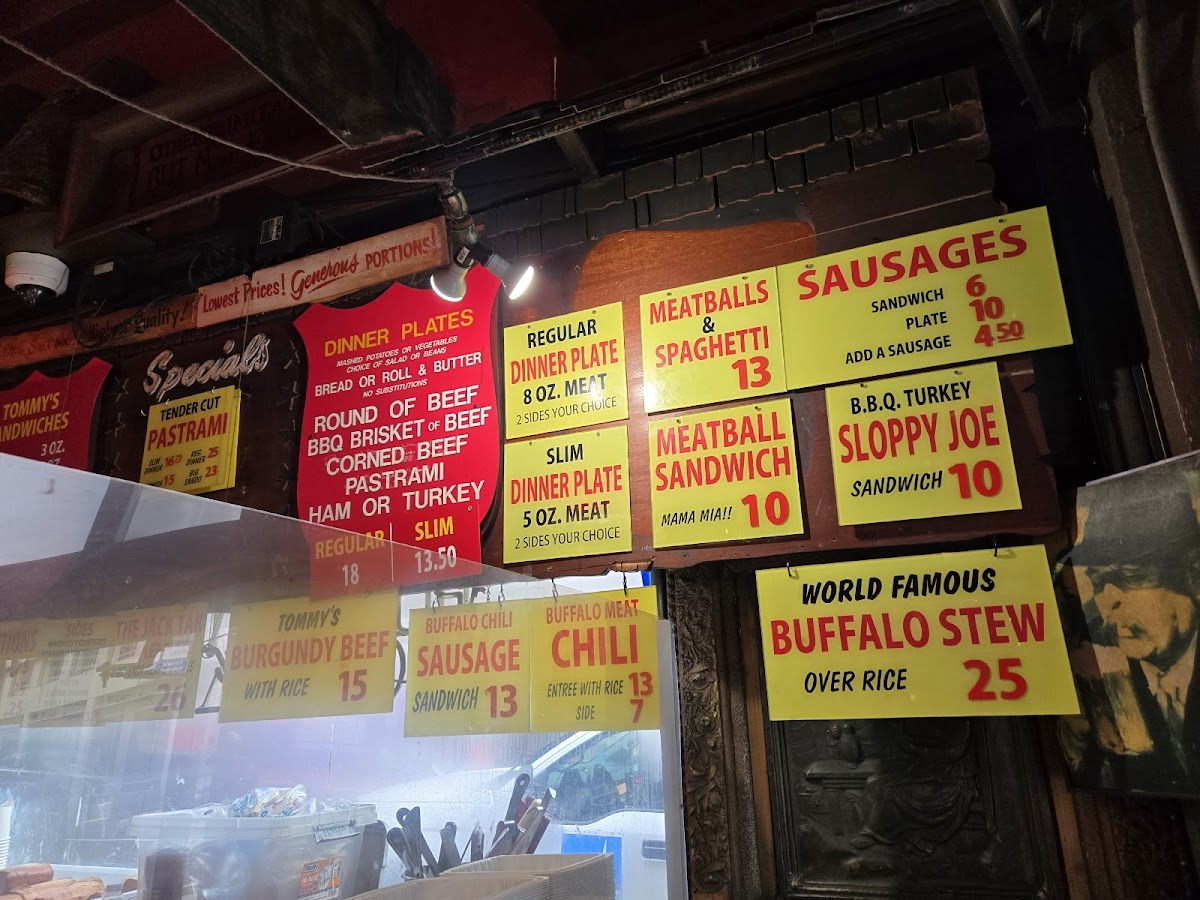 Lowest Prices! Generous PORTIONS!
Quality!
Specials
TOMMY'S
3 OZ.
TENDER CUT
PASTRAMI
DINNER PLATES
MASHED POTATOES OR VEGETABLES
CHOICE OF SALAD OR BEANS
BREAD OR ROLL & BUTTER
NO SUBSTITUTIONS
ROUND OF BEEF
BBQ BRISKET OF BEEF
CORNED BEEF
PASTRAMI
HAM OR TURKEY
REGULAR SLIM
18 13.50
REGULAR
DINNER PLATE
8 OZ. MEAT
2 SIDES YOUR CHOICE
SLIM
DINNER PLATE
5 OZ. MEAT
2 SIDES YOUR CHOICE
MEATBALLS
&
SPAGHETTI
13
MEATBALL
SANDWICH
MAMA MIA!! 10
SAUSAGES
SANDWICH 6
PLATE 10
ADD A SAUSAGE 4.50
B.B.Q. TURKEY
SLOPPY JOE
SANDWICH 10
WORLD FAMOUS
BUFFALO STEW
OVER RICE 25
TOMMY'S
BURGUNDY BEEF
WITH RICE 15
BUFFALO CHILI
SAUSAGE
SANDWICH 13
BUFFALO MEAT
CHILI
ENTREE WITH RICE 13
SIDE 7
26